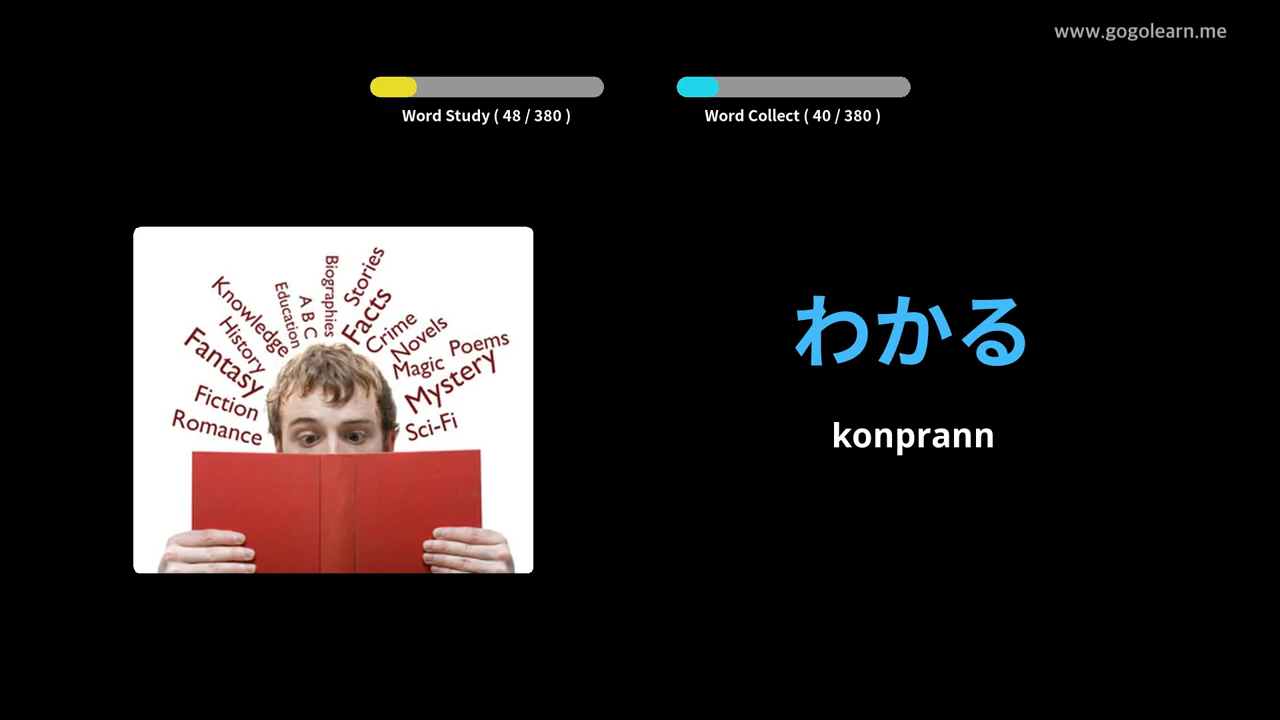 www.gogolearn.me
Word Study ( 48 / 380 )
Word Collect ( 40 / 380 )
Knowledge
Education
A B C
Biographies
Stories
Facts
Crime
Novels
Poems
Magic
Mystery
Sci-Fi
History
Fantasy
Fiction
Romance
わかる
konprann